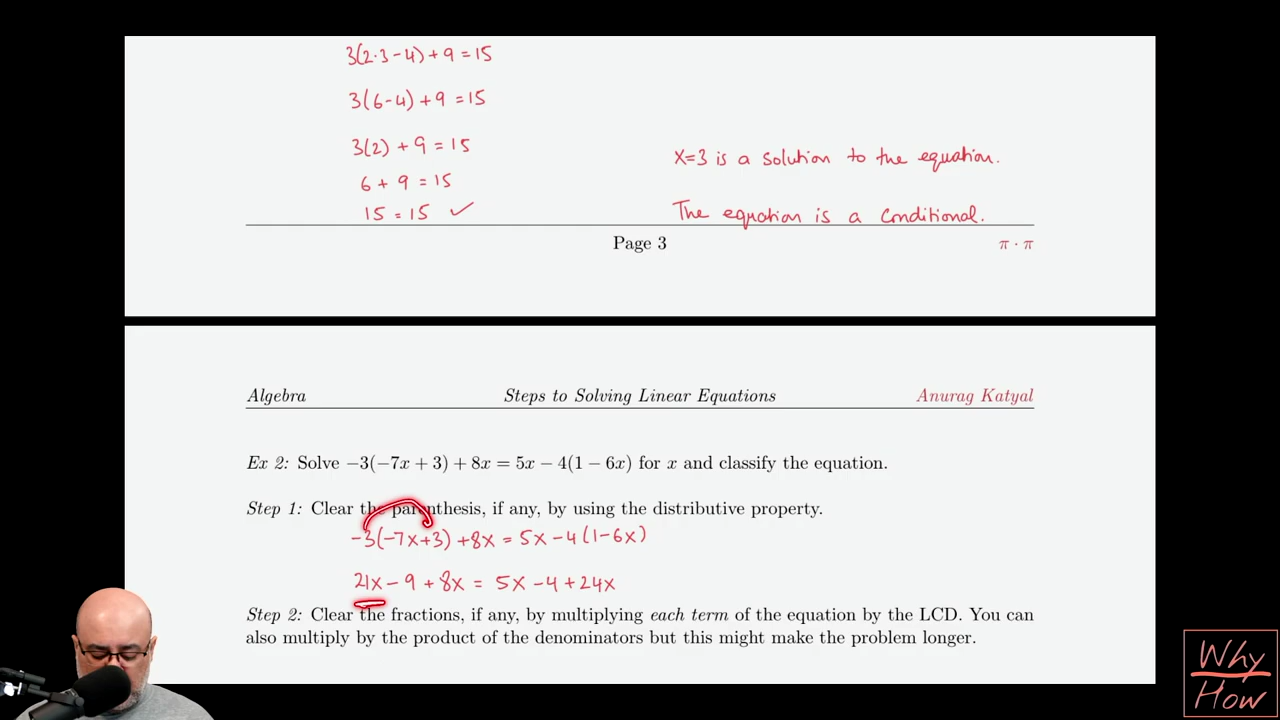 3(2·3-4)+9=15
3(6-4)+9=15
3(2)+9=15
6+9=15
15=15 ✓
x=3 is a solution to the equation.
The equation is a conditional.
Page 3
π · π
Algebra
Steps to Solving Linear Equations
Anurag Katyal
Ex 2: Solve −3(−7x + 3) + 8x = 5x − 4(1 − 6x) for x and classify the equation.
Step 1: Clear the parenthesis, if any, by using the distributive property.
-3(-7x+3)+8x = 5x-4(1-6x)
21x-9+8x = 5x-4+24x
Step 2: Clear the fractions, if any, by multiplying each term of the equation by the LCD. You can
also multiply by the product of the denominators but this might make the problem longer.
Why
How